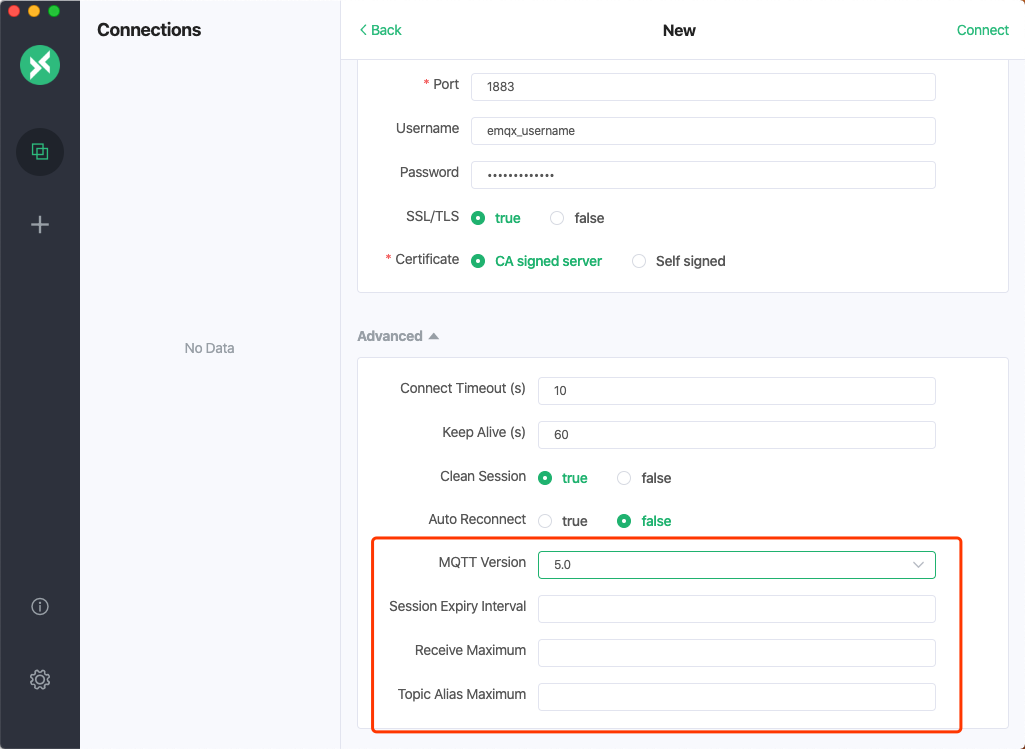 Connections
Back
New
Connect
* Port
1883
Username
emqx_username
Password
•••••••••••••
SSL/TLS
true
false
* Certificate
CA signed server
Self signed
No Data
Advanced
Connect Timeout (s)
10
Keep Alive (s)
60
Clean Session
true
false
Auto Reconnect
true
false
MQTT Version
5.0
Session Expiry Interval
Receive Maximum
Topic Alias Maximum